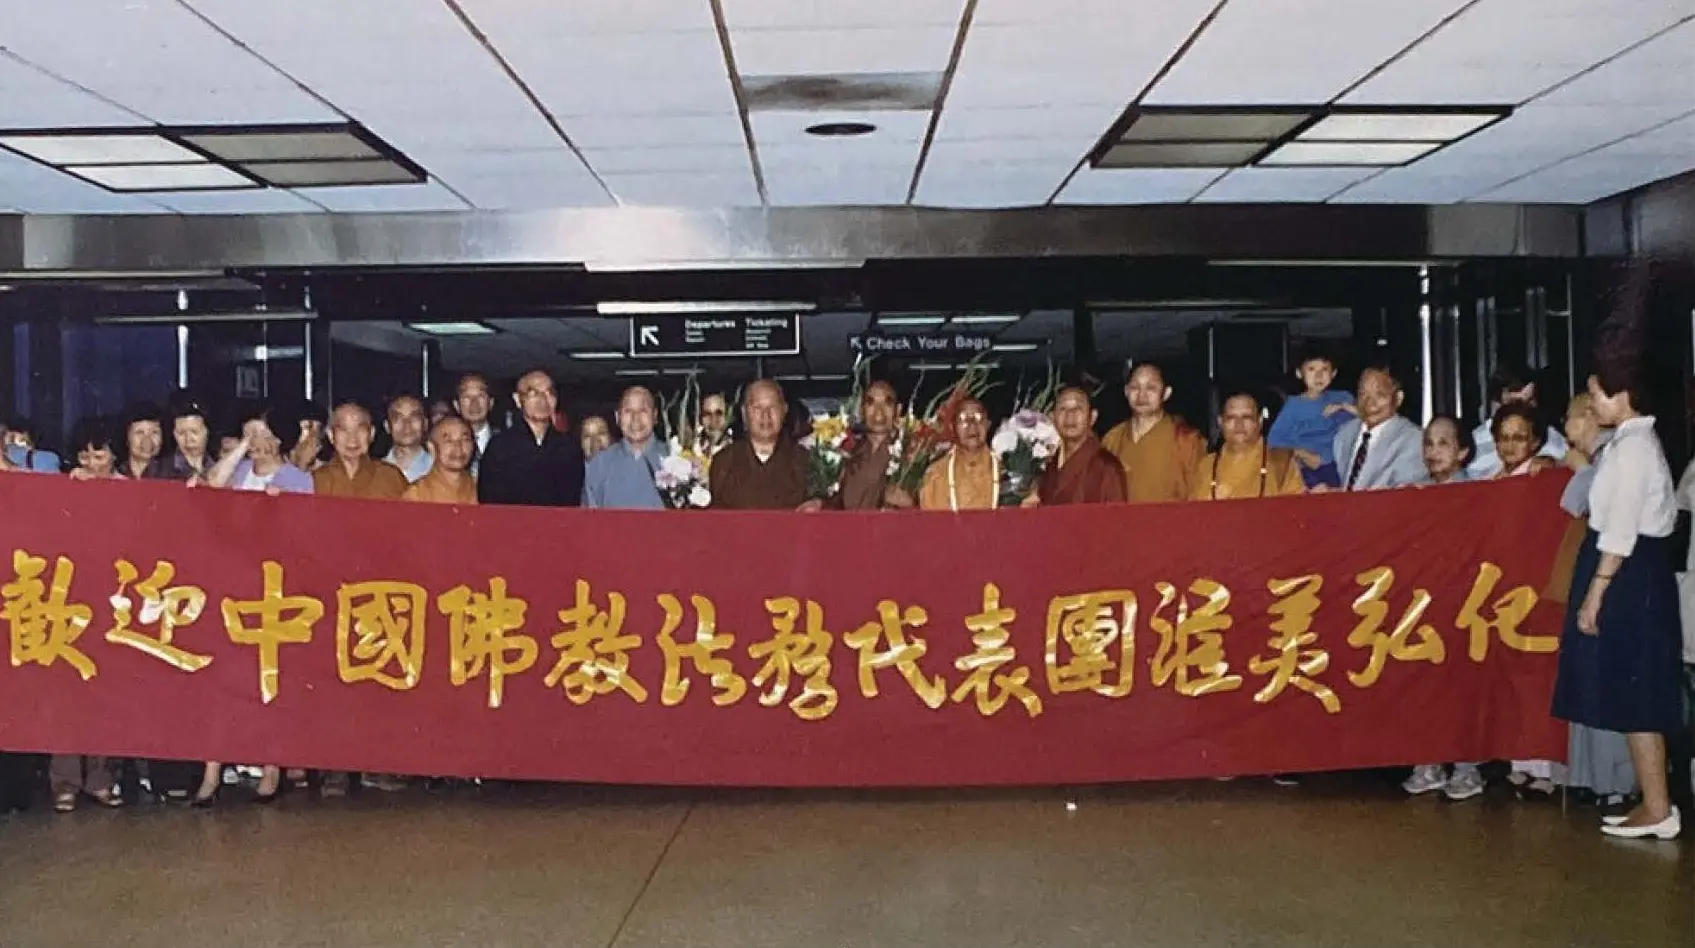 Departures Ticketing
Check Your Bags
歡迎中國佛教法務代表團蒞美弘化